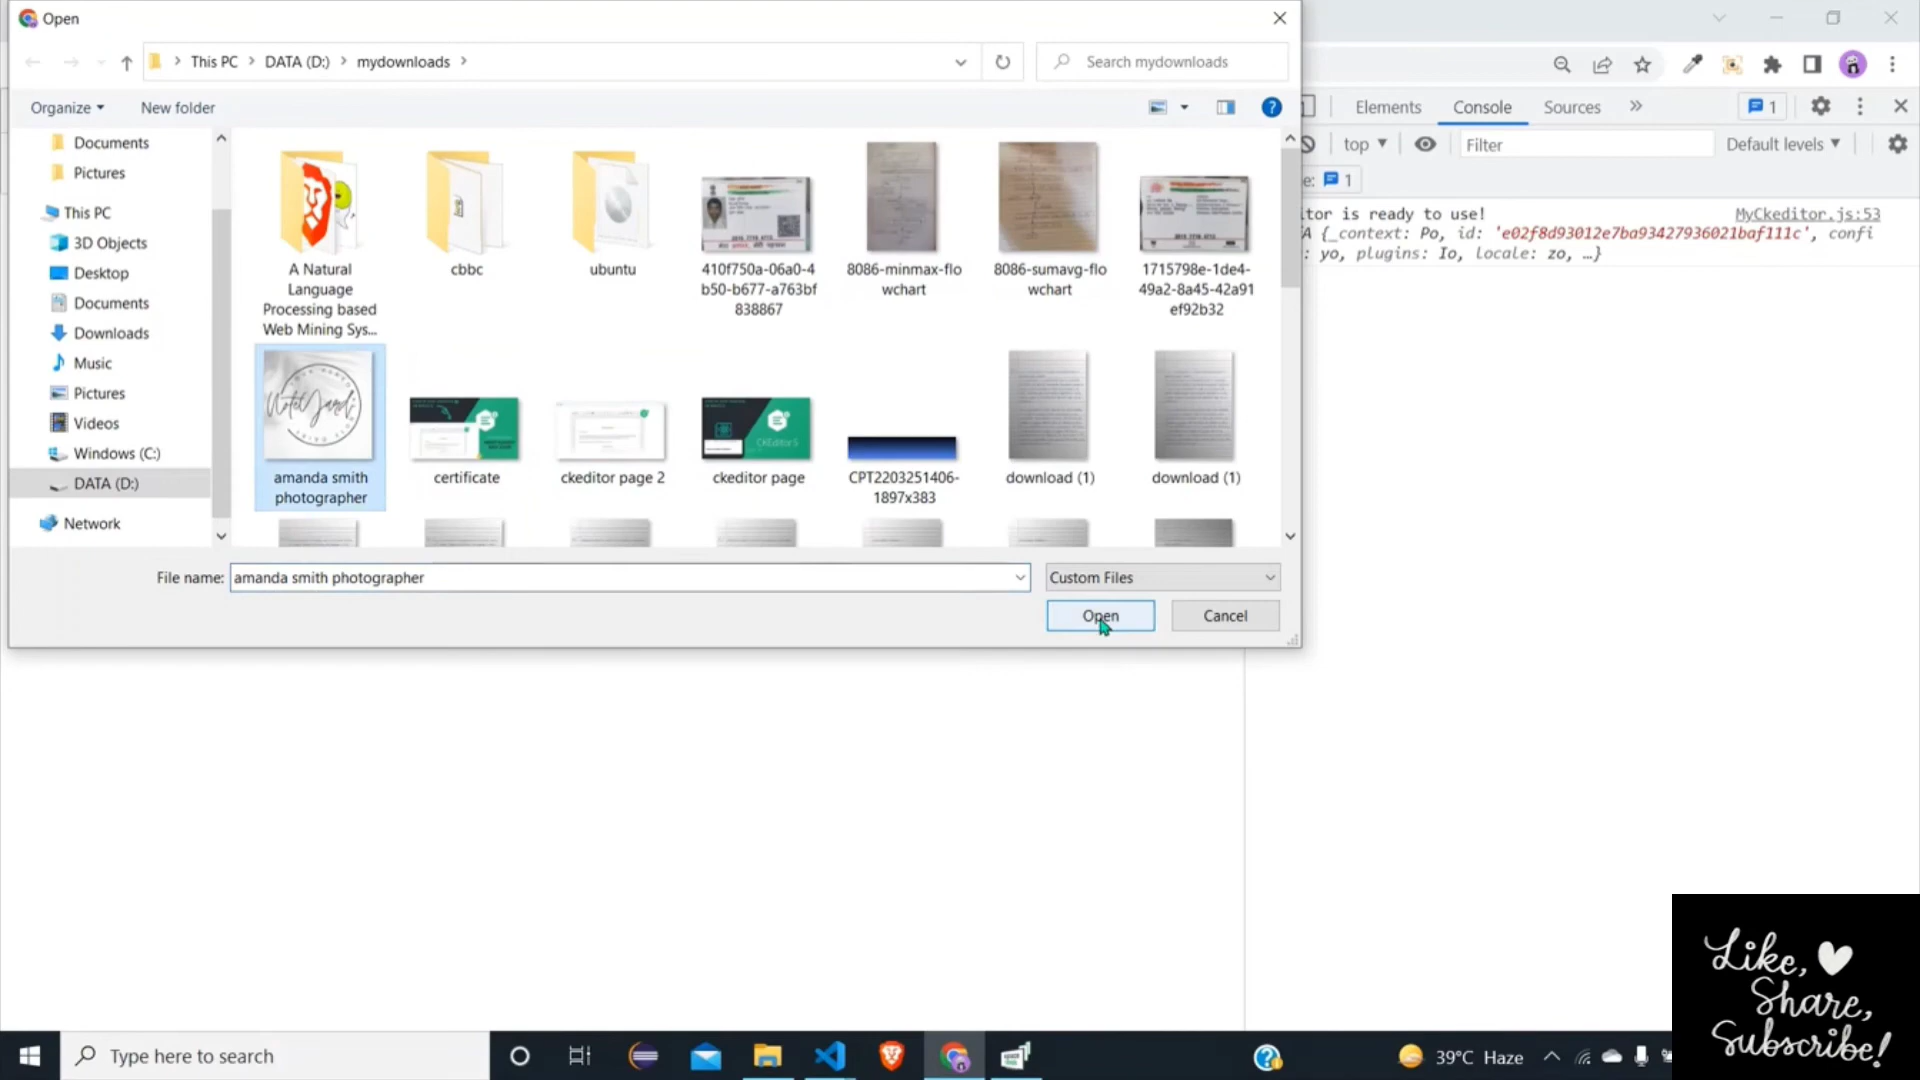 Open
This PC > DATA (D:) > mydownloads >
Search mydownloads
Organize
New folder
Documents
Pictures
This PC
3D Objects
Desktop
Documents
Downloads
Music
Pictures
Videos
Windows (C:)
DATA (D:)
Network
A Natural
Language
Processing based
Web Mining Sys...
cbbc
ubuntu
410f750a-06a0-4
b50-b677-a763bf
838867
8086-minmax-flo
wchart
8086-sumavg-flo
wchart
1715798e-1de4-
49a2-8a45-42a91
ef92b32
amanda smith
photographer
certificate
ckeditor page 2
ckeditor page
CPT2203251406-
1897x383
download (1)
download (1)
File name: amanda smith photographer
Custom Files
Open
Cancel
Elements Console Sources »
1
top
Filter
Default levels
e: 1
tor is ready to use! MyCkeditor.js:53
A {_context: Po, id: 'e02f8d93012e7ba93427936021baf111c', confi
: yo, plugins: Io, locale: zo, …}
Type here to search
39°C Haze
Like,
Share,
Subscribe!